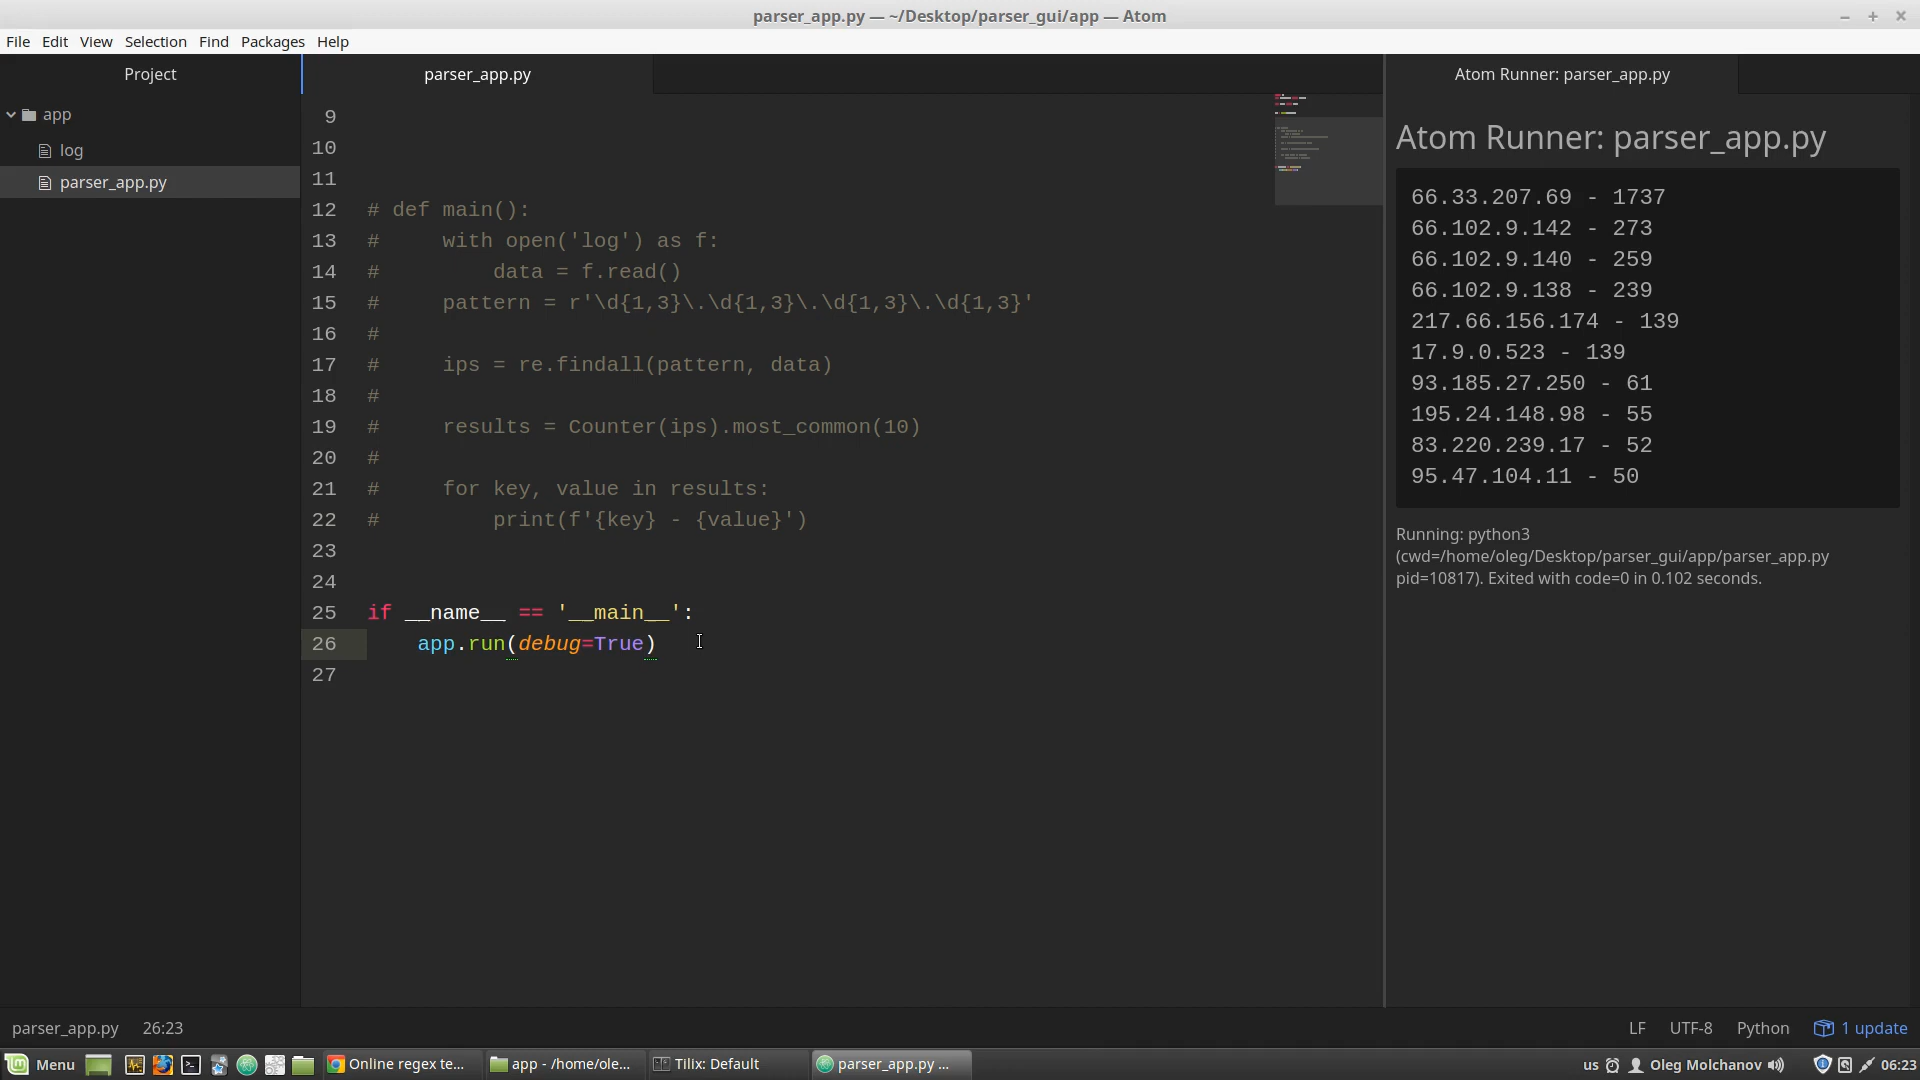 parser_app.py — ~/Desktop/parser_gui/app — Atom
File Edit View Selection Find Packages Help
Project
parser_app.py
Atom Runner: parser_app.py
app
log
parser_app.py
9
10
11
12 # def main():
13 #     with open('log') as f:
14 #         data = f.read()
15 #     pattern = r'\d{1,3}\.\d{1,3}\.\d{1,3}\.\d{1,3}'
16 #
17 #     ips = re.findall(pattern, data)
18 #
19 #     results = Counter(ips).most_common(10)
20 #
21 #     for key, value in results:
22 #         print(f'{key} - {value}')
23
24
25 if __name__ == '__main__':
26     app.run(debug=True)
27
Atom Runner: parser_app.py
66.33.207.69 - 1737
66.102.9.142 - 273
66.102.9.140 - 259
66.102.9.138 - 239
217.66.156.174 - 139
17.9.0.523 - 139
93.185.27.250 - 61
195.24.148.98 - 55
83.220.239.17 - 52
95.47.104.11 - 50
Running: python3
(cwd=/home/oleg/Desktop/parser_gui/app/parser_app.py
pid=10817). Exited with code=0 in 0.102 seconds.
parser_app.py 26:23
LF UTF-8 Python 1 update
Menu Online regex te... app - /home/ole... Tilix: Default parser_app.py ... us Oleg Molchanov 06:23